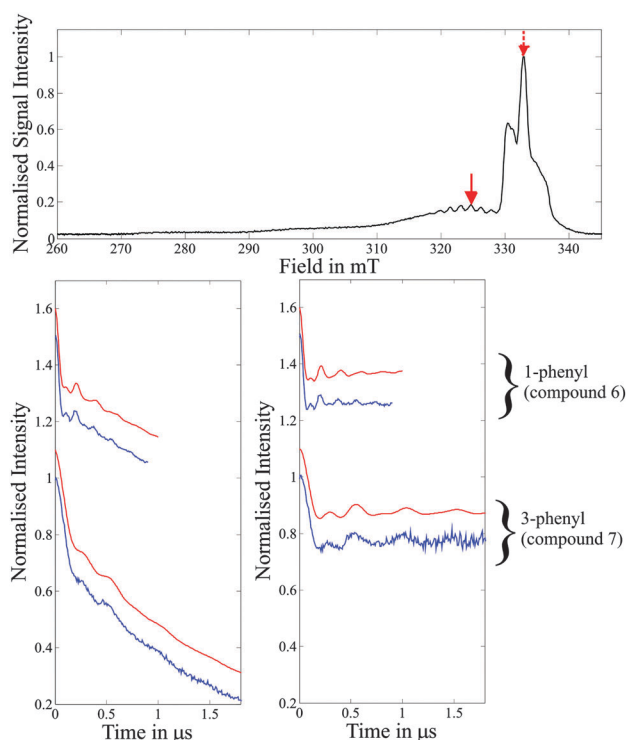 Normalised Signal Intensity
1
0.8
0.6
0.4
0.2
0
260 270 280 290 300 310 320 330 340
Field in mT
Normalised Intensity
1.6
1.4
1.2
1
0.8
0.6
0.4
0.2
0 0.5 1 1.5
Time in μs
Normalised Intensity
1.6
1.4
1.2
1
0.8
0.6
0.4
0.2
0 0.5 1 1.5
Time in μs
1-phenyl
(compound 6)
3-phenyl
(compound 7)